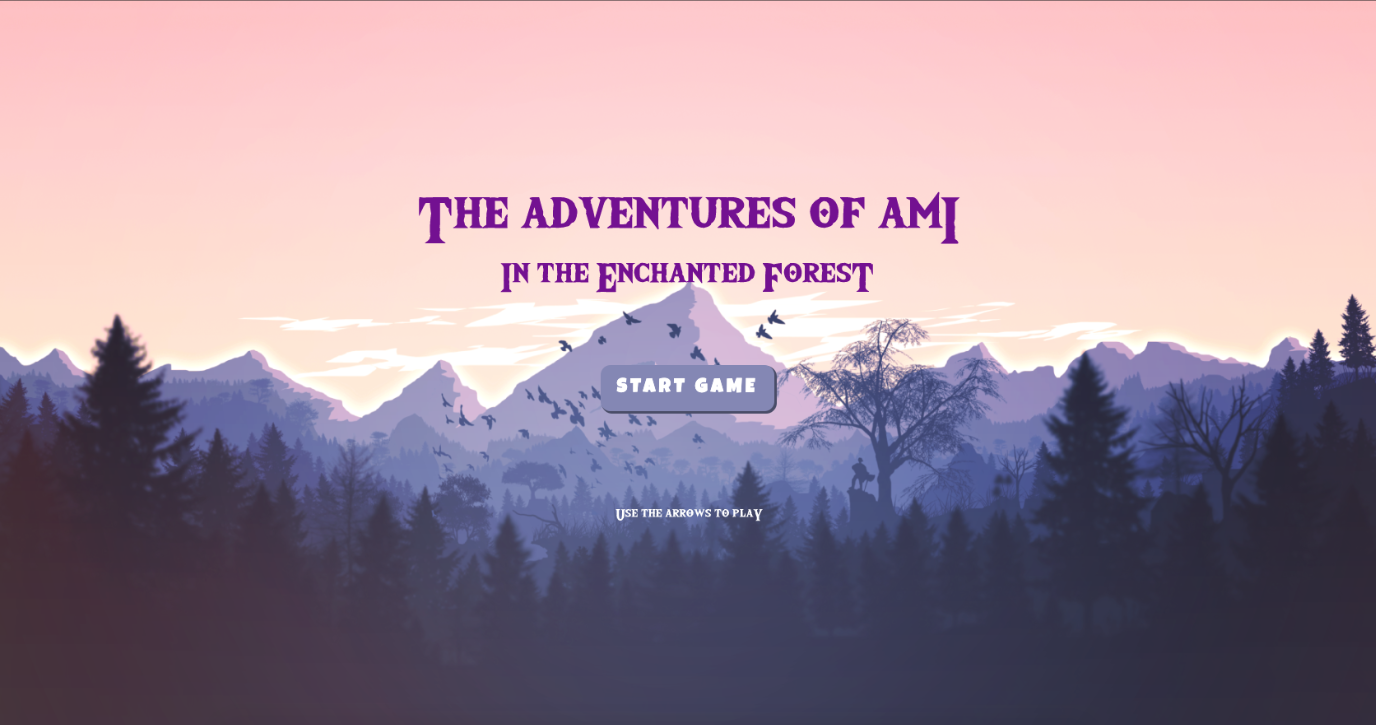 The adventures of amI
In the Enchanted ForesT
START GAME
Use the arrows to plaY